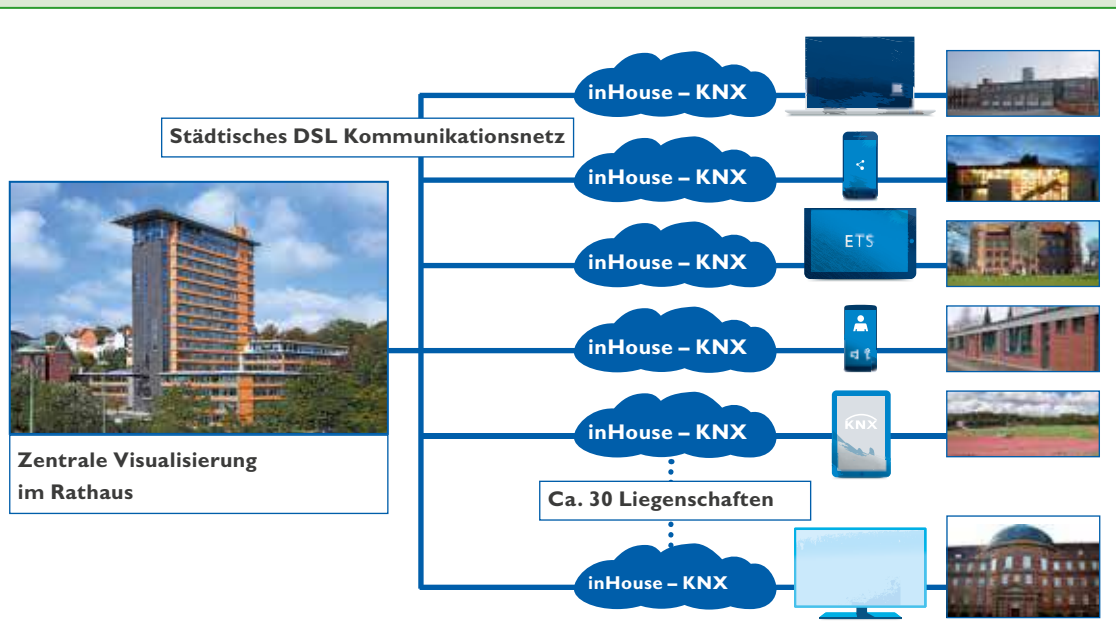 inHouse – KNX
Städtisches DSL Kommunikationsnetz
inHouse – KNX
inHouse – KNX
ETS
inHouse – KNX
inHouse – KNX
KNX
Zentrale Visualisierung
im Rathaus
Ca. 30 Liegenschaften
inHouse – KNX